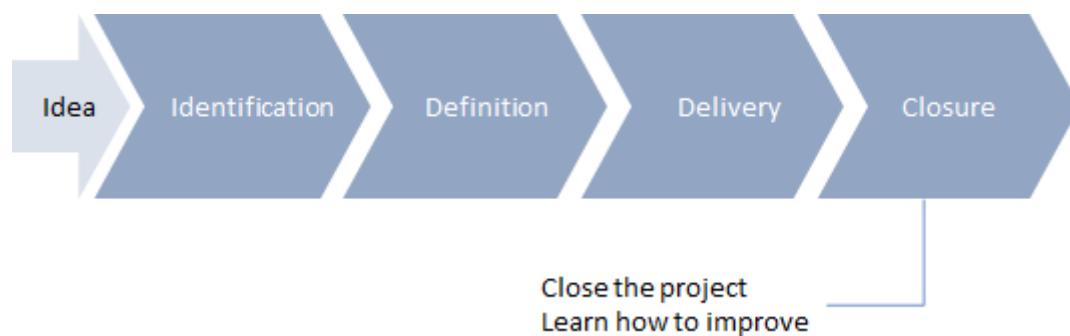 Idea
Identification
Definition
Delivery
Closure
Close the project
Learn how to improve